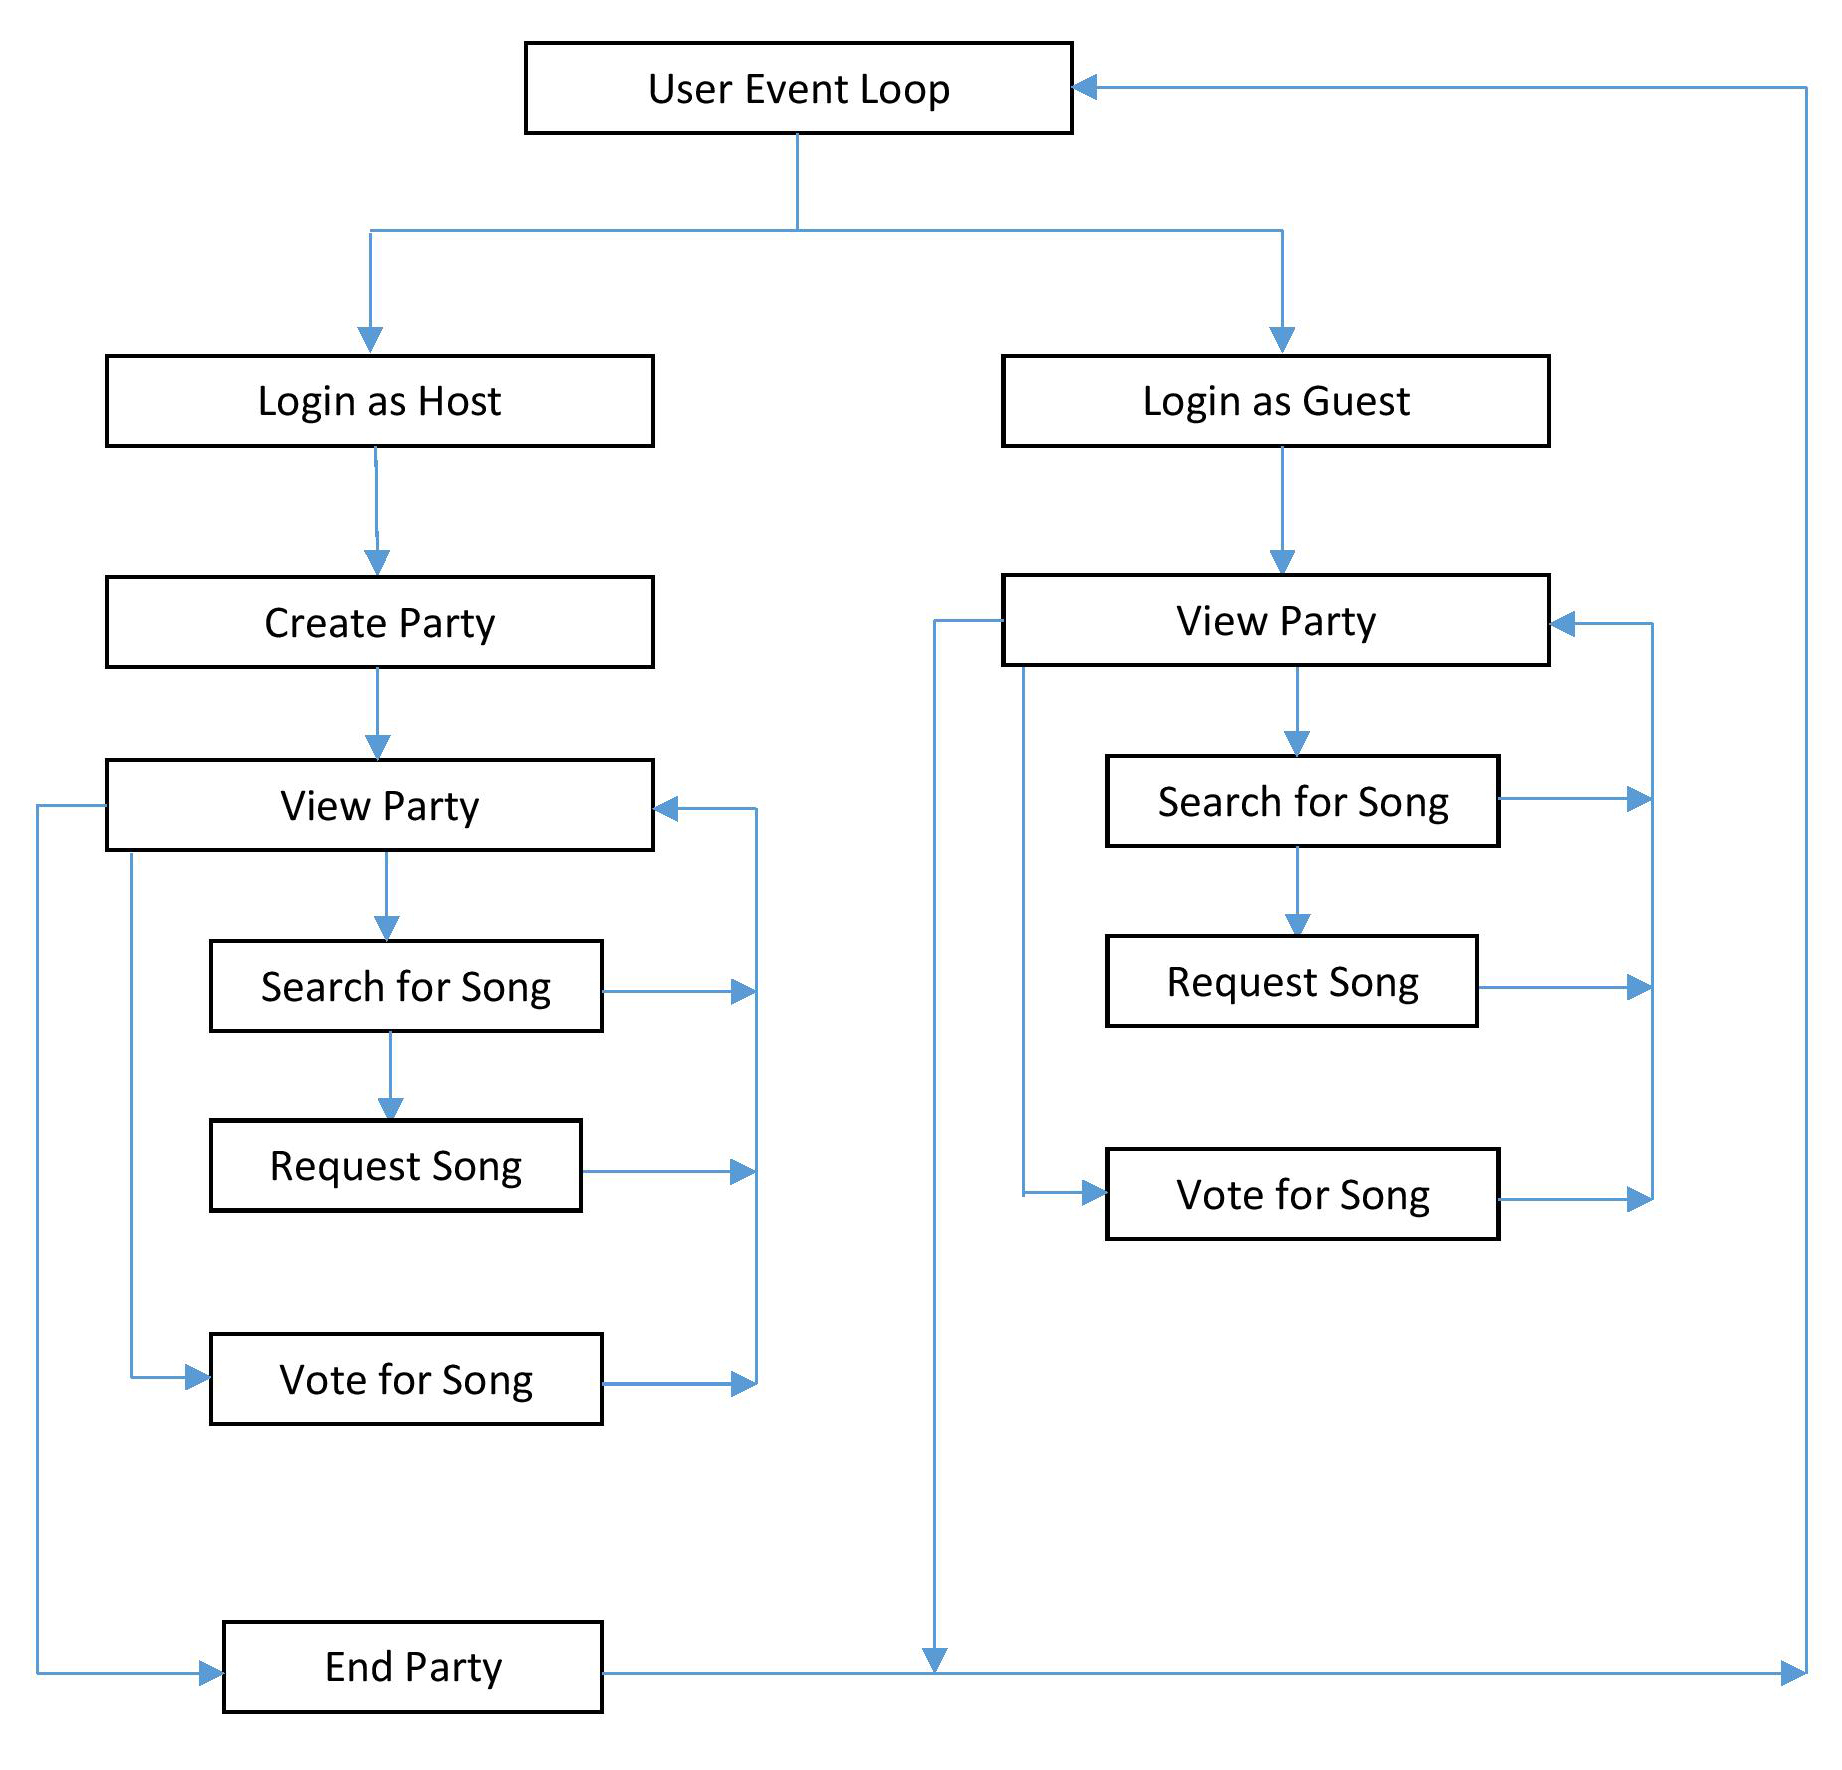 User Event Loop
Login as Host
Login as Guest
Create Party
View Party
View Party
Search for Song
Search for Song
Request Song
Request Song
Vote for Song
Vote for Song
End Party